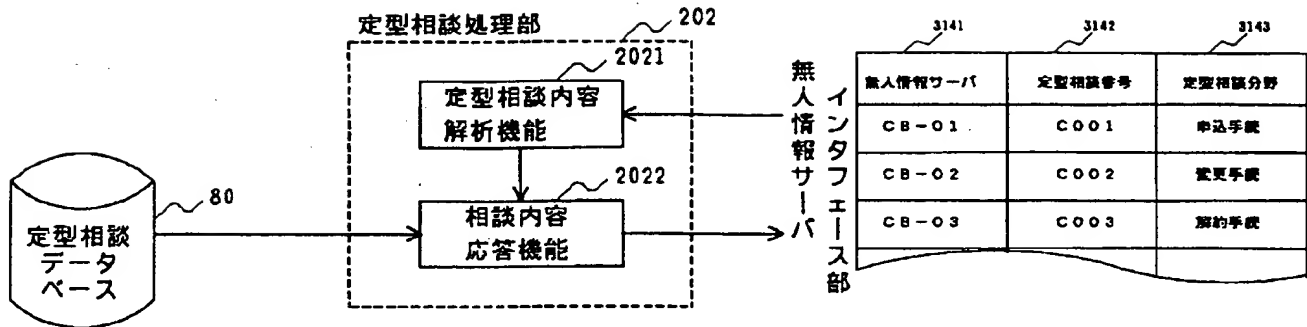 定型相談処理部
202
2021
定型相談内容
解析機能
2022
相談内容
応答機能
80
定型相談
データ
ベース
無人情報サーバ
インタフェース部
3141
3142
3143
無人情報サーバ
定型相談番号
定型相談分野
CB-01
C001
申込手続
CB-02
C002
変更手続
CB-03
C003
解約手続